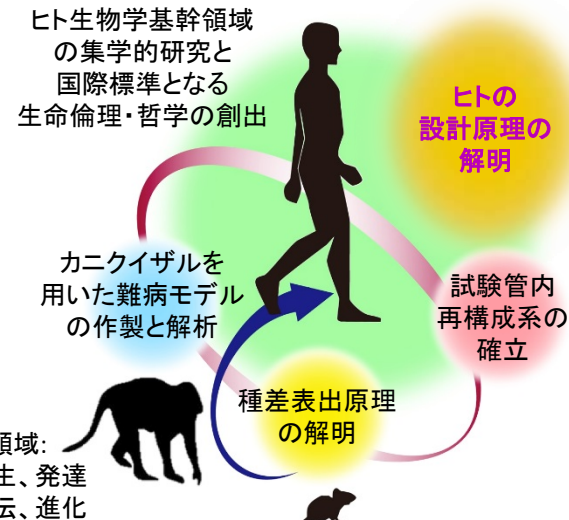 ヒト生物学基幹領域
の集学的研究と
国際標準となる
生命倫理・哲学の創出
ヒトの
設計原理の
解明
カニクイザルを
用いた難病モデル
の作製と解析
試験管内
再構成系の
確立
種差表出原理
の解明
領域:
生、発達
伝、進化